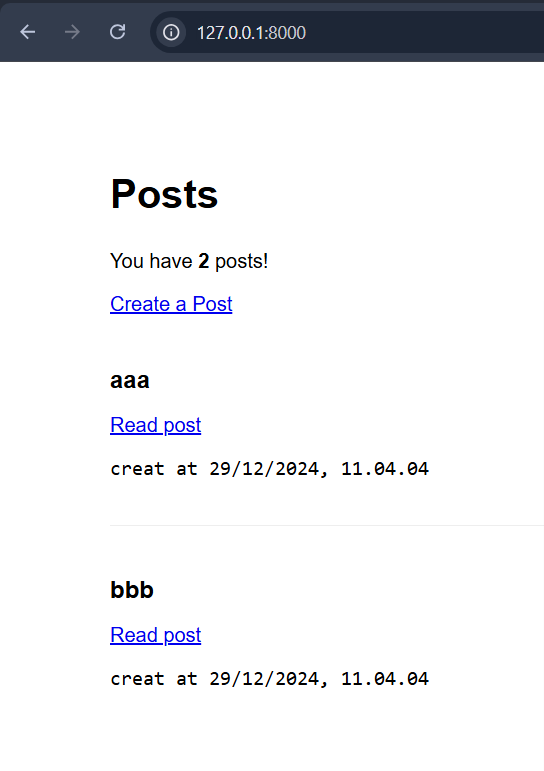 127.0.0.1:8000
Posts
You have 2 posts!
Create a Post
aaa
Read post
creat at 29/12/2024, 11.04.04
bbb
Read post
creat at 29/12/2024, 11.04.04